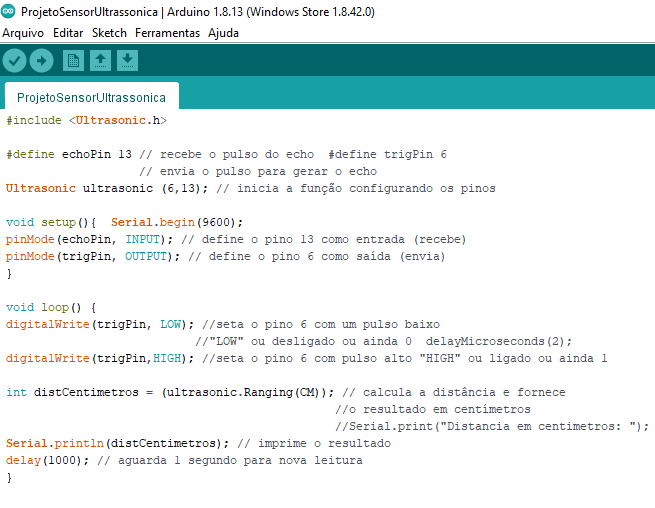 ProjetoSensorUltrassonica | Arduino 1.8.13 (Windows Store 1.8.42.0)
Arquivo Editar Sketch Ferramentas Ajuda
ProjetoSensorUltrassonica
#include <Ultrasonic.h>
#define echoPin 13 // recebe o pulso do echo  #define trigPin 6
// envia o pulso para gerar o echo
Ultrasonic ultrasonic (6,13); // inicia a função configurando os pinos
void setup(){  Serial.begin(9600);
pinMode(echoPin, INPUT); // define o pino 13 como entrada (recebe)
pinMode(trigPin, OUTPUT); // define o pino 6 como saída (envia)
}
void loop() {
digitalWrite(trigPin, LOW); //seta o pino 6 com um pulso baixo
//"LOW" ou desligado ou ainda 0  delayMicroseconds(2);
digitalWrite(trigPin,HIGH); //seta o pino 6 com pulso alto "HIGH" ou ligado ou ainda 1
int distCentimetros = (ultrasonic.Ranging(CM)); // calcula a distância e fornece
//o resultado em centímetros
//Serial.print("Distancia em centimetros: ");
Serial.println(distCentimetros); // imprime o resultado
delay(1000); // aguarda 1 segundo para nova leitura
}